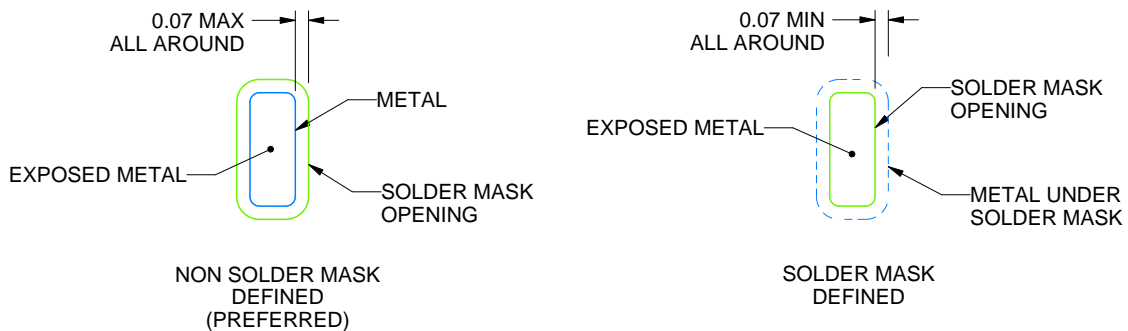 0.07 MAX
ALL AROUND
METAL
EXPOSED METAL
SOLDER MASK
OPENING
NON SOLDER MASK
DEFINED
(PREFERRED)
0.07 MIN
ALL AROUND
SOLDER MASK
OPENING
EXPOSED METAL
METAL UNDER
SOLDER MASK
SOLDER MASK
DEFINED